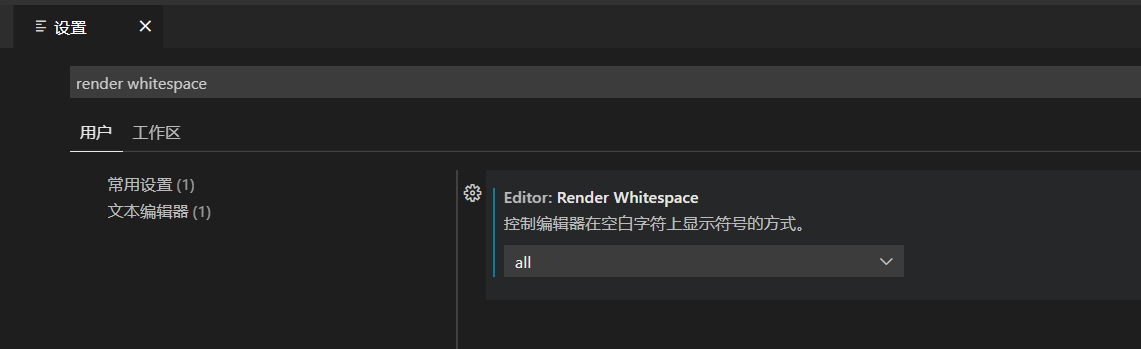 设置
render whitespace
用户 工作区
常用设置 (1)
文本编辑器 (1)
Editor: Render Whitespace
控制编辑器在空白字符上显示符号的方式。
all